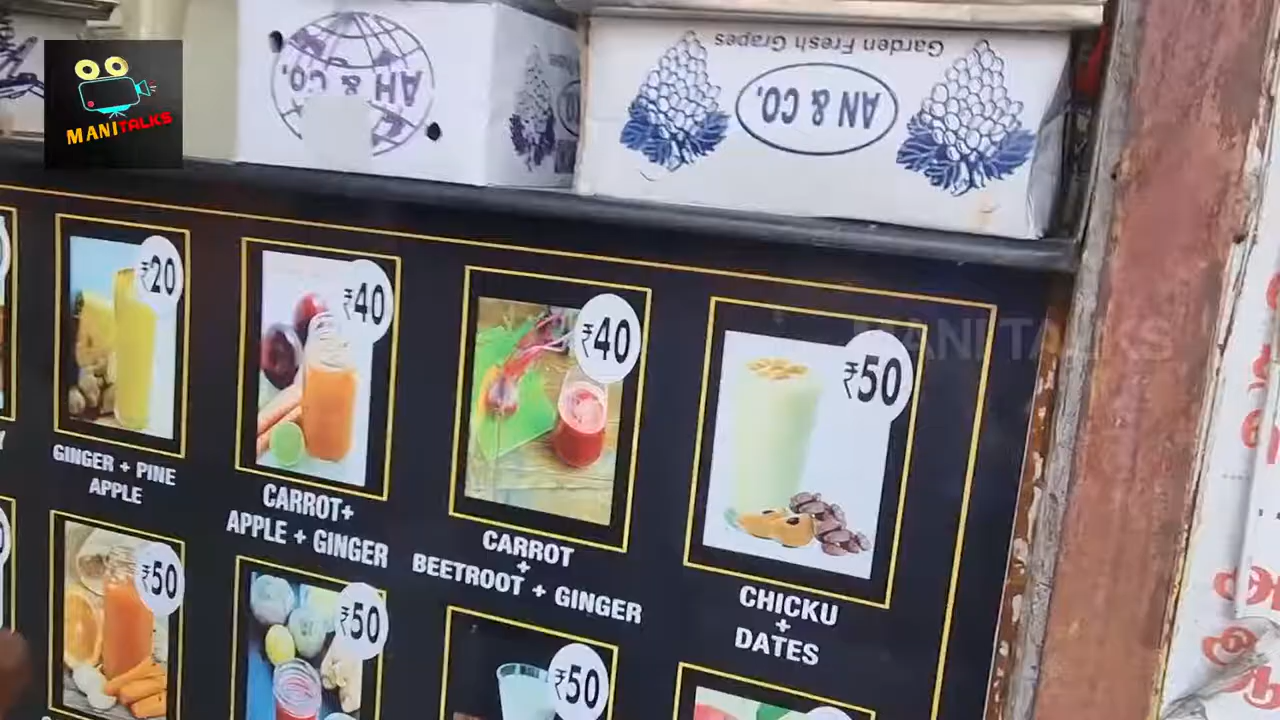 MANITALKS
AH & CO.
Garden Fresh Grapes
AN & CO.
MANI TALKS
₹20
₹40
₹40
₹50
GINGER + PINE
APPLE
CARROT+
APPLE + GINGER
CARROT
+
BEETROOT + GINGER
CHICKU
+
DATES
₹50
₹50
₹50